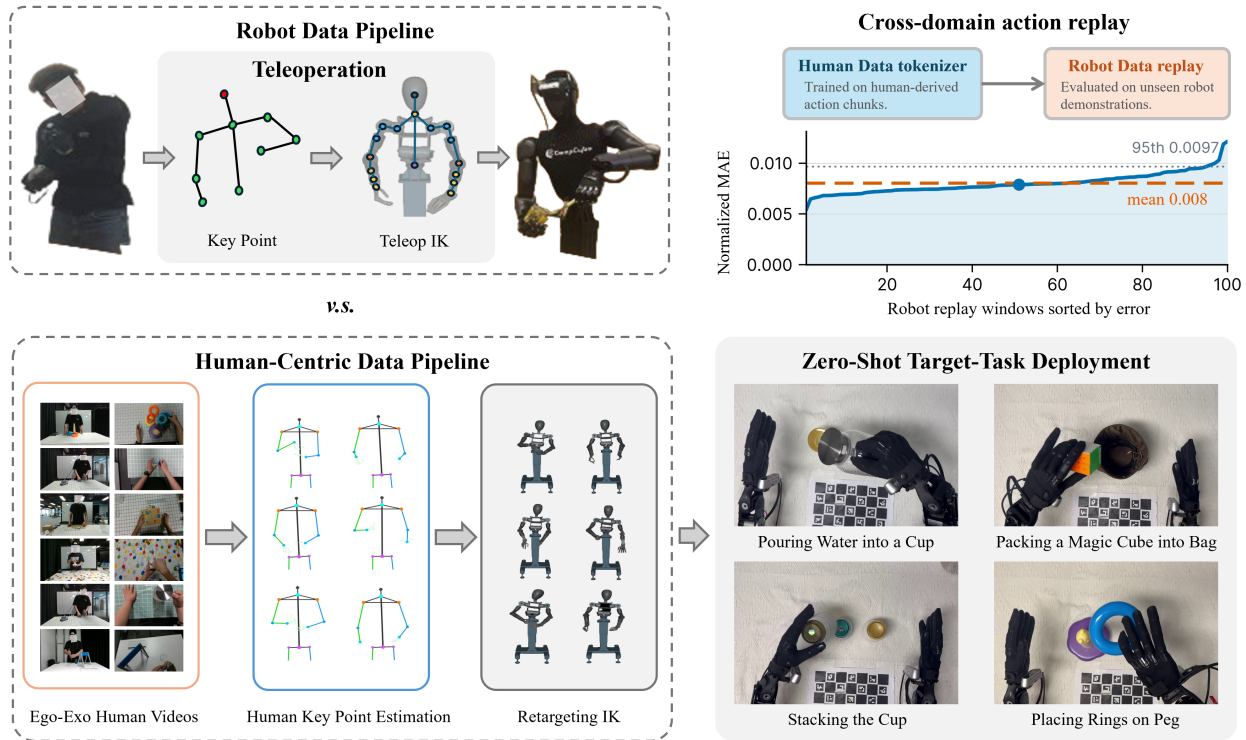 Robot Data Pipeline
Teleoperation
Key Point
Teleop IK
v.s.
Human-Centric Data Pipeline
Ego-Exo Human Videos
Human Key Point Estimation
Retargeting IK
Cross-domain action replay
Human Data tokenizer
Trained on human-derived
action chunks.
Robot Data replay
Evaluated on unseen robot
demonstrations.
Normalized MAE
0.010
0.005
0.000
95th 0.0097
mean 0.008
20
40
60
80
100
Robot replay windows sorted by error
Zero-Shot Target-Task Deployment
Pouring Water into a Cup
Packing a Magic Cube into Bag
Stacking the Cup
Placing Rings on Peg